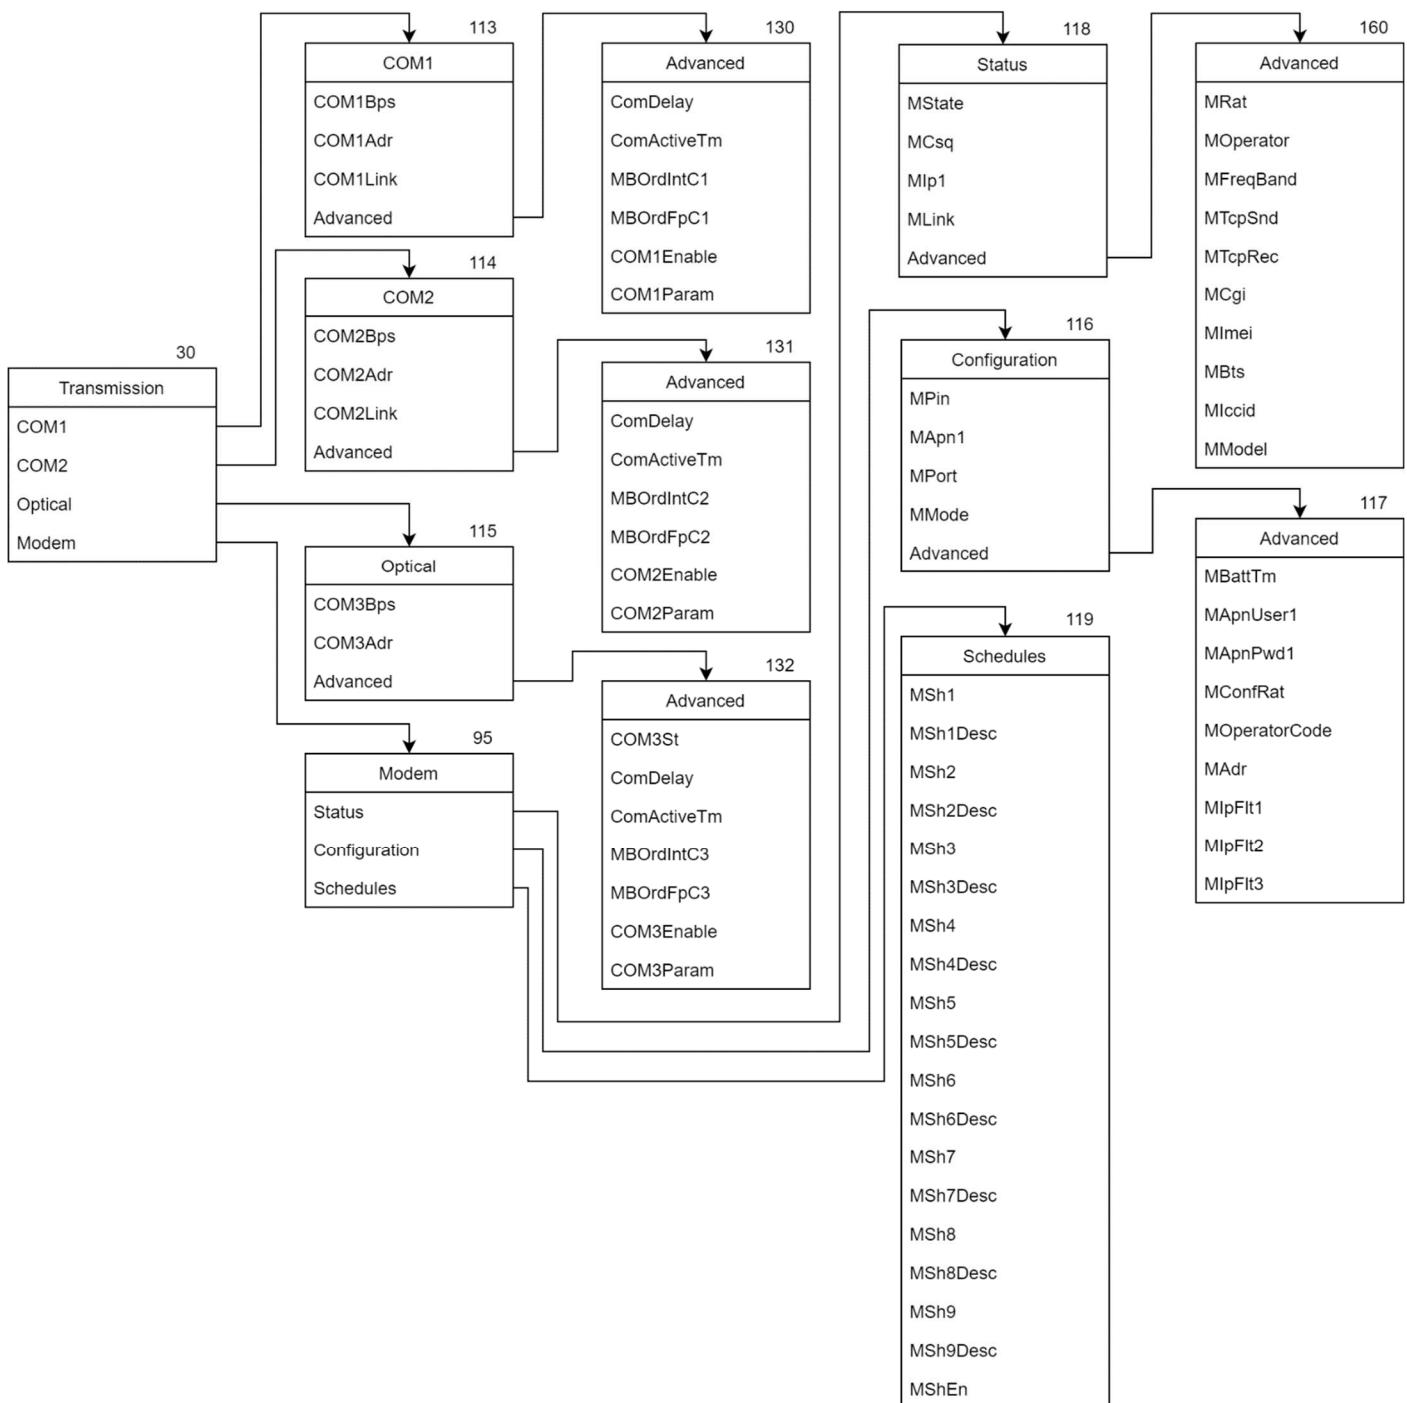 30
Transmission
COM1
COM2
Optical
Modem
113
COM1
COM1Bps
COM1Adr
COM1Link
Advanced
114
COM2
COM2Bps
COM2Adr
COM2Link
Advanced
115
Optical
COM3Bps
COM3Adr
Advanced
95
Modem
Status
Configuration
Schedules
130
Advanced
ComDelay
ComActiveTm
MBOrdIntC1
MBOrdFpC1
COM1Enable
COM1Param
131
Advanced
ComDelay
ComActiveTm
MBOrdIntC2
MBOrdFpC2
COM2Enable
COM2Param
132
Advanced
COM3St
ComDelay
ComActiveTm
MBOrdIntC3
MBOrdFpC3
COM3Enable
COM3Param
118
Status
MState
MCsq
MIp1
MLink
Advanced
116
Configuration
MPin
MApn1
MPort
MMode
Advanced
119
Schedules
MSh1
MSh1Desc
MSh2
MSh2Desc
MSh3
MSh3Desc
MSh4
MSh4Desc
MSh5
MSh5Desc
MSh6
MSh6Desc
MSh7
MSh7Desc
MSh8
MSh8Desc
MSh9
MSh9Desc
MShEn
160
Advanced
MRat
MOperator
MFreqBand
MTcpSnd
MTcpRec
MCgi
MImei
MBts
MIccid
MModel
117
Advanced
MBattTm
MApnUser1
MApnPwd1
MConfRat
MOperatorCode
MAdr
MIpFlt1
MIpFlt2
MIpFlt3